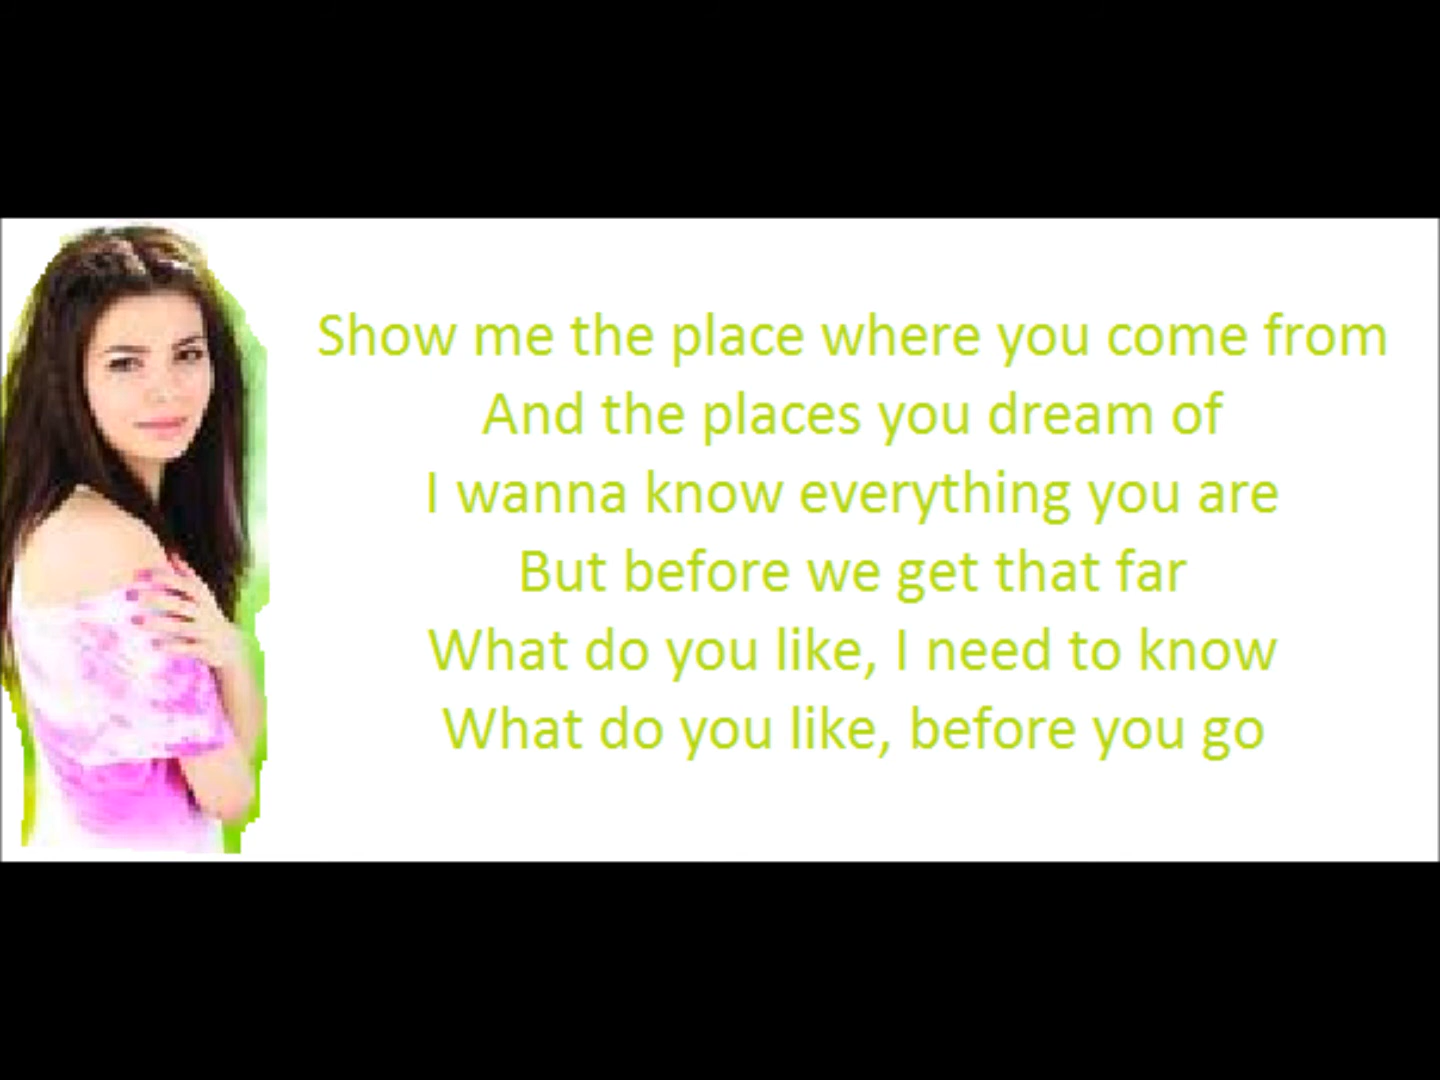 Show me the place where you come from
And the places you dream of
I wanna know everything you are
But before we get that far
What do you like, I need to know
What do you like, before you go